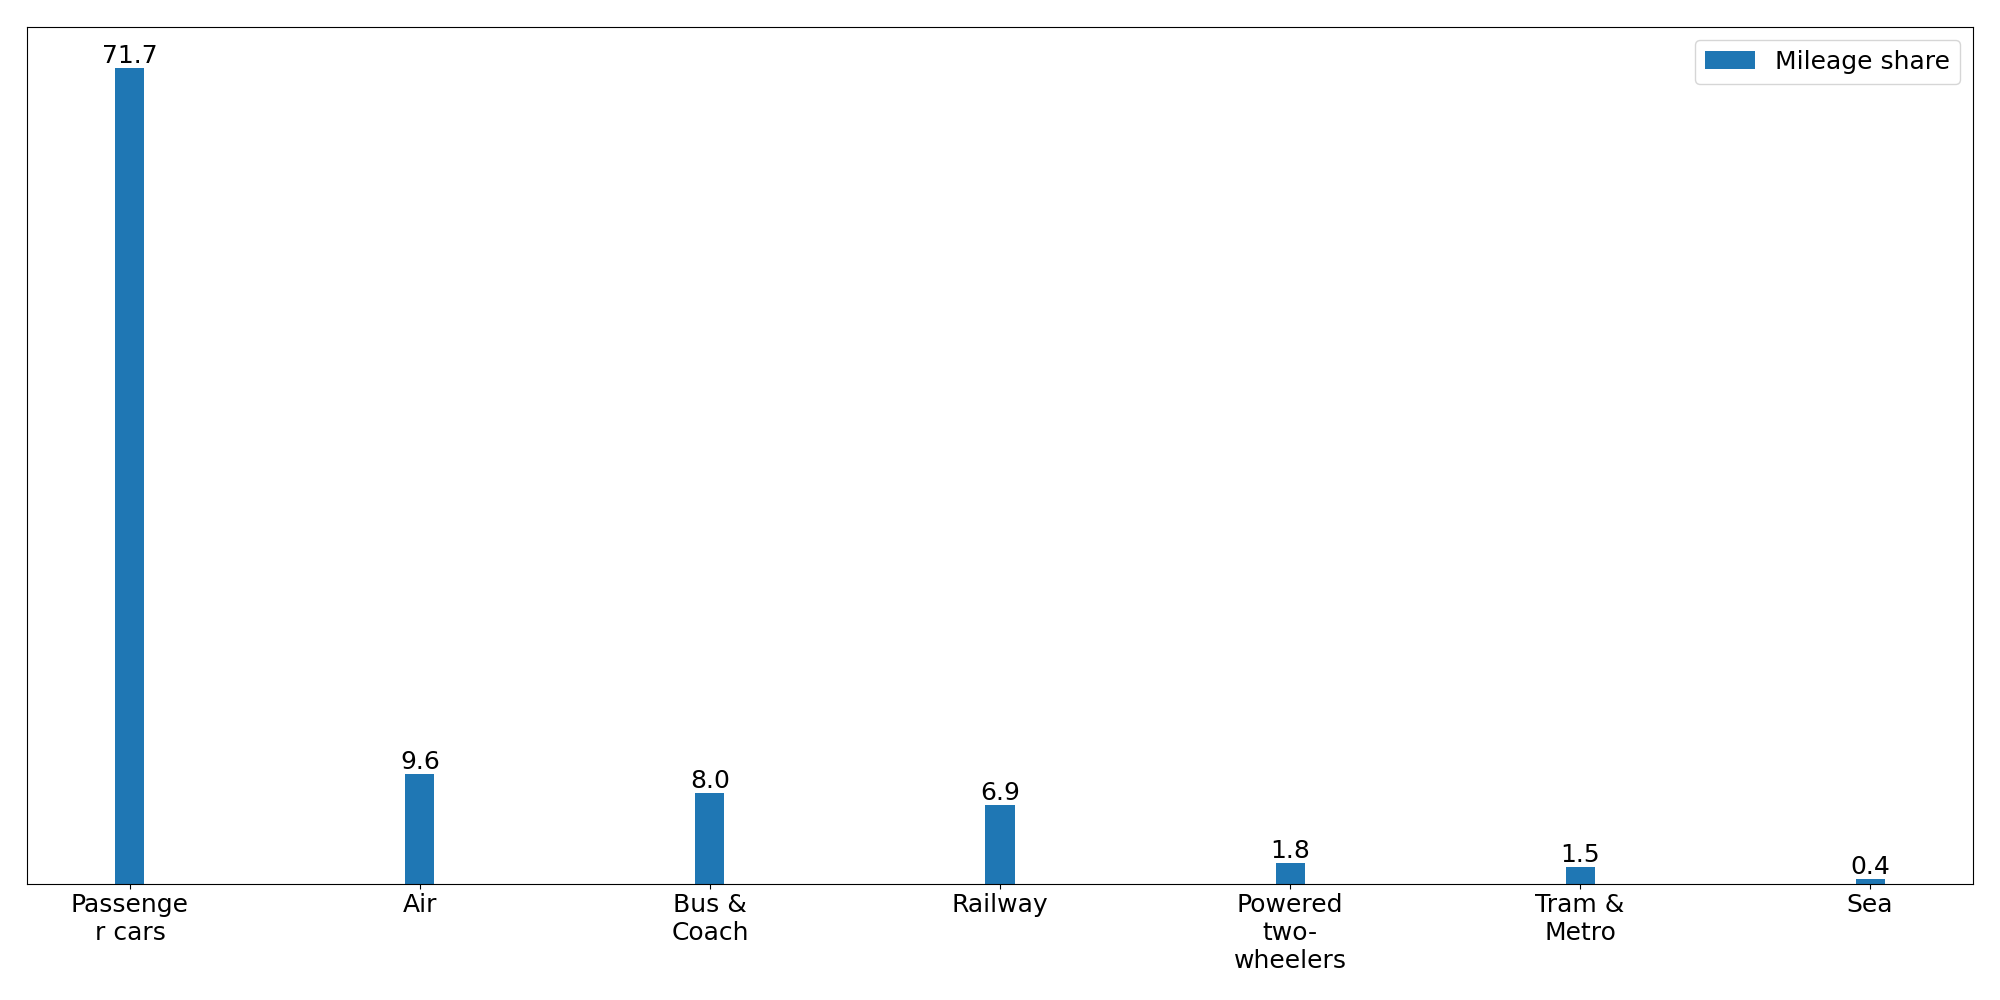 71.7
Mileage share
9.6
8.0
6.9
1.8
1.5
0.4
Passenge
r cars
Air
Bus &
Coach
Railway
Powered
two-
wheelers
Tram &
Metro
Sea